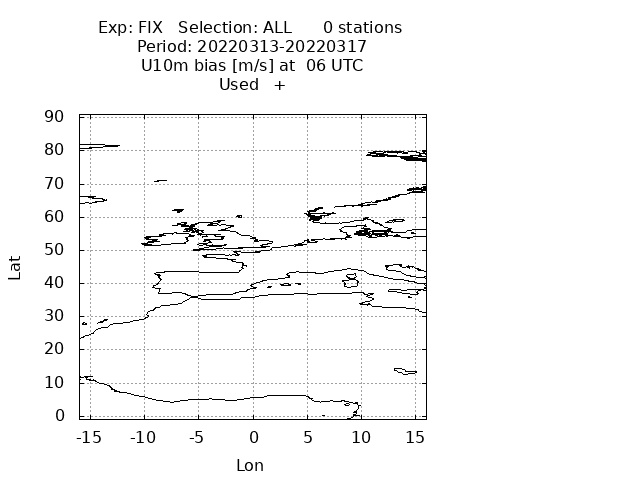 Exp: FIX   Selection: ALL      0 stations
Period: 20220313-20220317
U10m bias [m/s] at  06 UTC
Used   +
90
80
70
60
50
40
30
20
10
0
Lat
-15 -10 -5 0 5 10 15
Lon